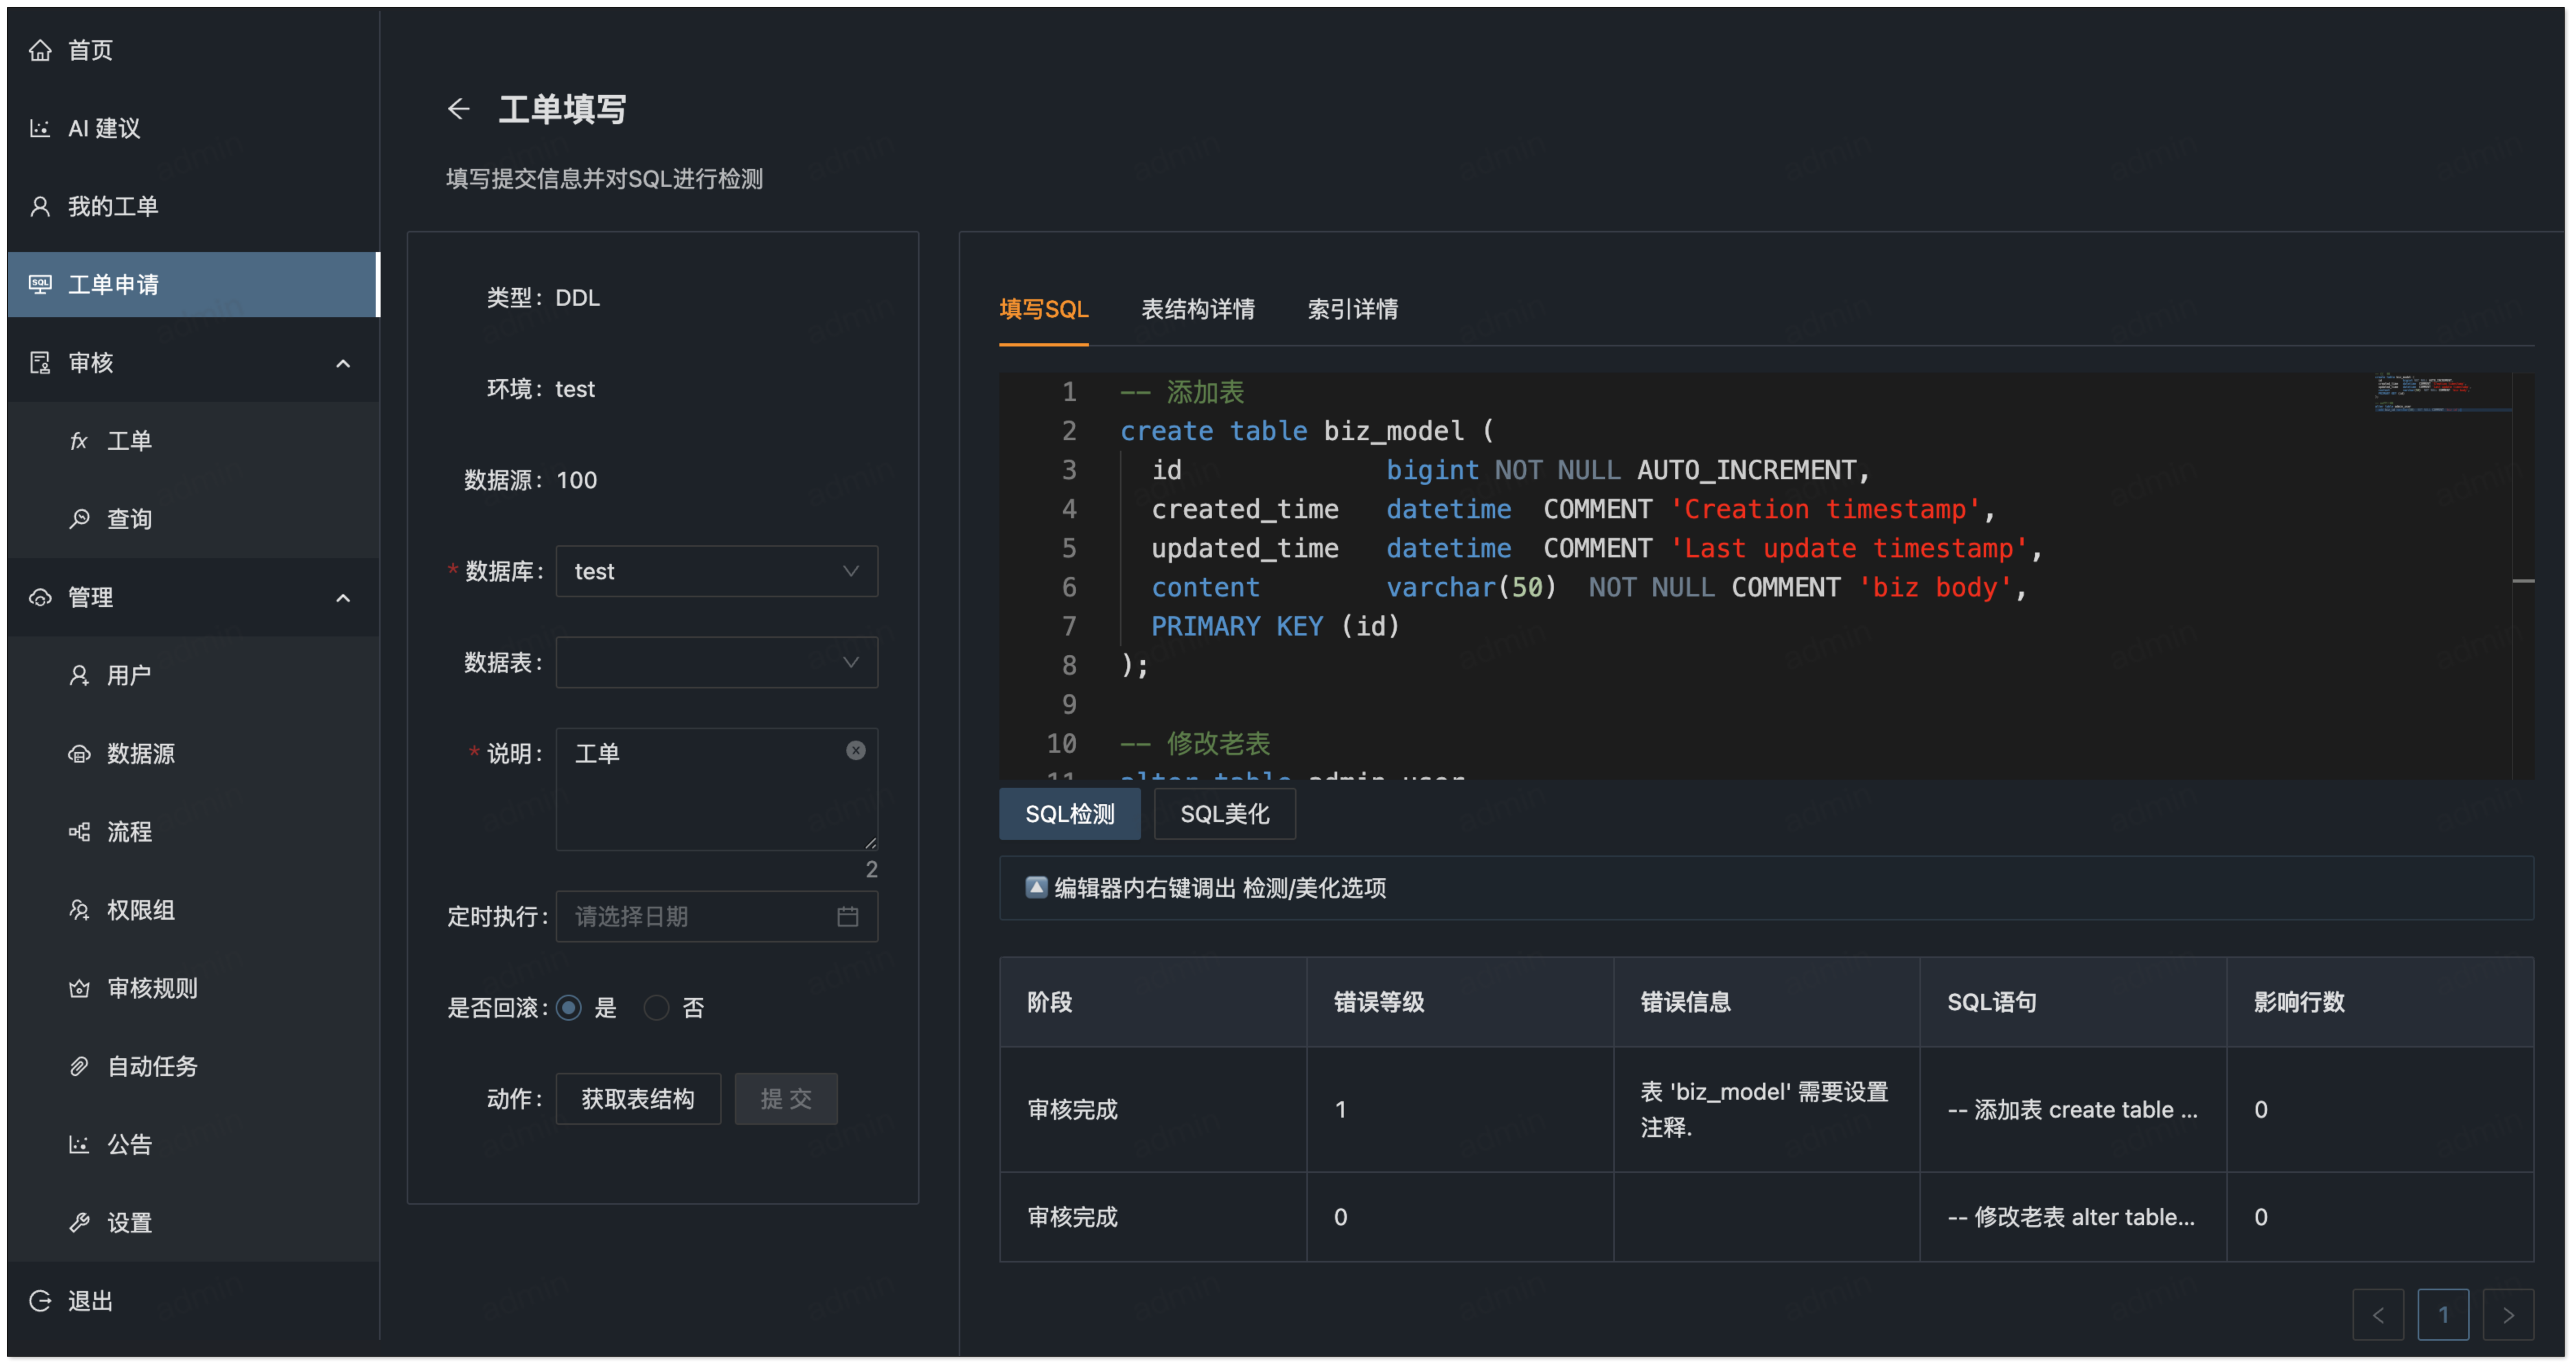 首页
AI 建议
我的工单
工单申请
审核
工单
查询
管理
用户
数据源
流程
权限组
审核规则
自动任务
公告
设置
退出
工单填写
填写提交信息并对SQL进行检测
类型： DDL
环境： test
数据源： 100
* 数据库： test
数据表：
* 说明： 工单
2
定时执行： 请选择日期
是否回滚： 是 否
动作： 获取表结构 提 交
填写SQL 表结构详情 索引详情
1 -- 添加表
2 create table biz_model (
3 id bigint NOT NULL AUTO_INCREMENT,
4 created_time datetime COMMENT 'Creation timestamp',
5 updated_time datetime COMMENT 'Last update timestamp',
6 content varchar(50) NOT NULL COMMENT 'biz body',
7 PRIMARY KEY (id)
8 );
9
10 -- 修改老表
11 alter table admin_user
SQL检测 SQL美化
编辑器内右键调出 检测/美化选项
阶段 错误等级 错误信息 SQL语句 影响行数
审核完成 1 表 'biz_model' 需要设置 -- 添加表 create table ... 0
注释.
审核完成 0 -- 修改老表 alter table... 0
< 1 >
admin